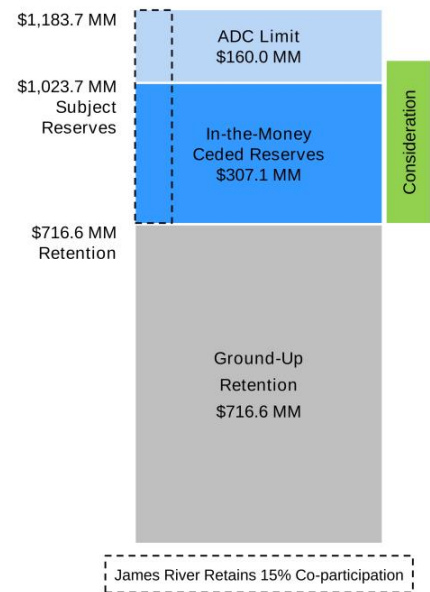 $1,183.7 MM
ADC Limit
$160.0 MM
$1,023.7 MM
Subject
Reserves
In-the-Money
Ceded Reserves
$307.1 MM
Consideration
$716.6 MM
Retention
Ground-Up
Retention
$716.6 MM
James River Retains 15% Co-participation